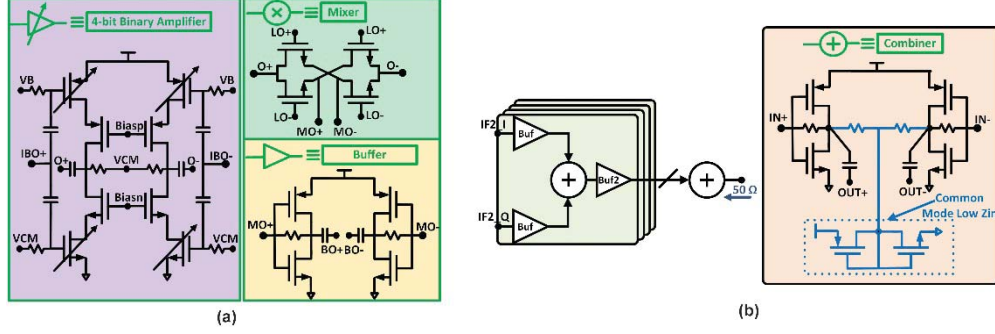 4-bit Binary Amplifier
VB
VB
Biasp
IBO+
O+
VCM
O-
IBO-
Biasn
VCM
VCM
Mixer
LO+
LO+
O+
O-
LO-
LO-
MO+
MO-
Buffer
MO+
MO-
BO+
BO-
(a)
IF2_I
Buf
Buf2
50 Ω
IF2_Q
Buf
Combiner
IN+
IN-
OUT+
OUT-
Common
Mode Low Zin
(b)